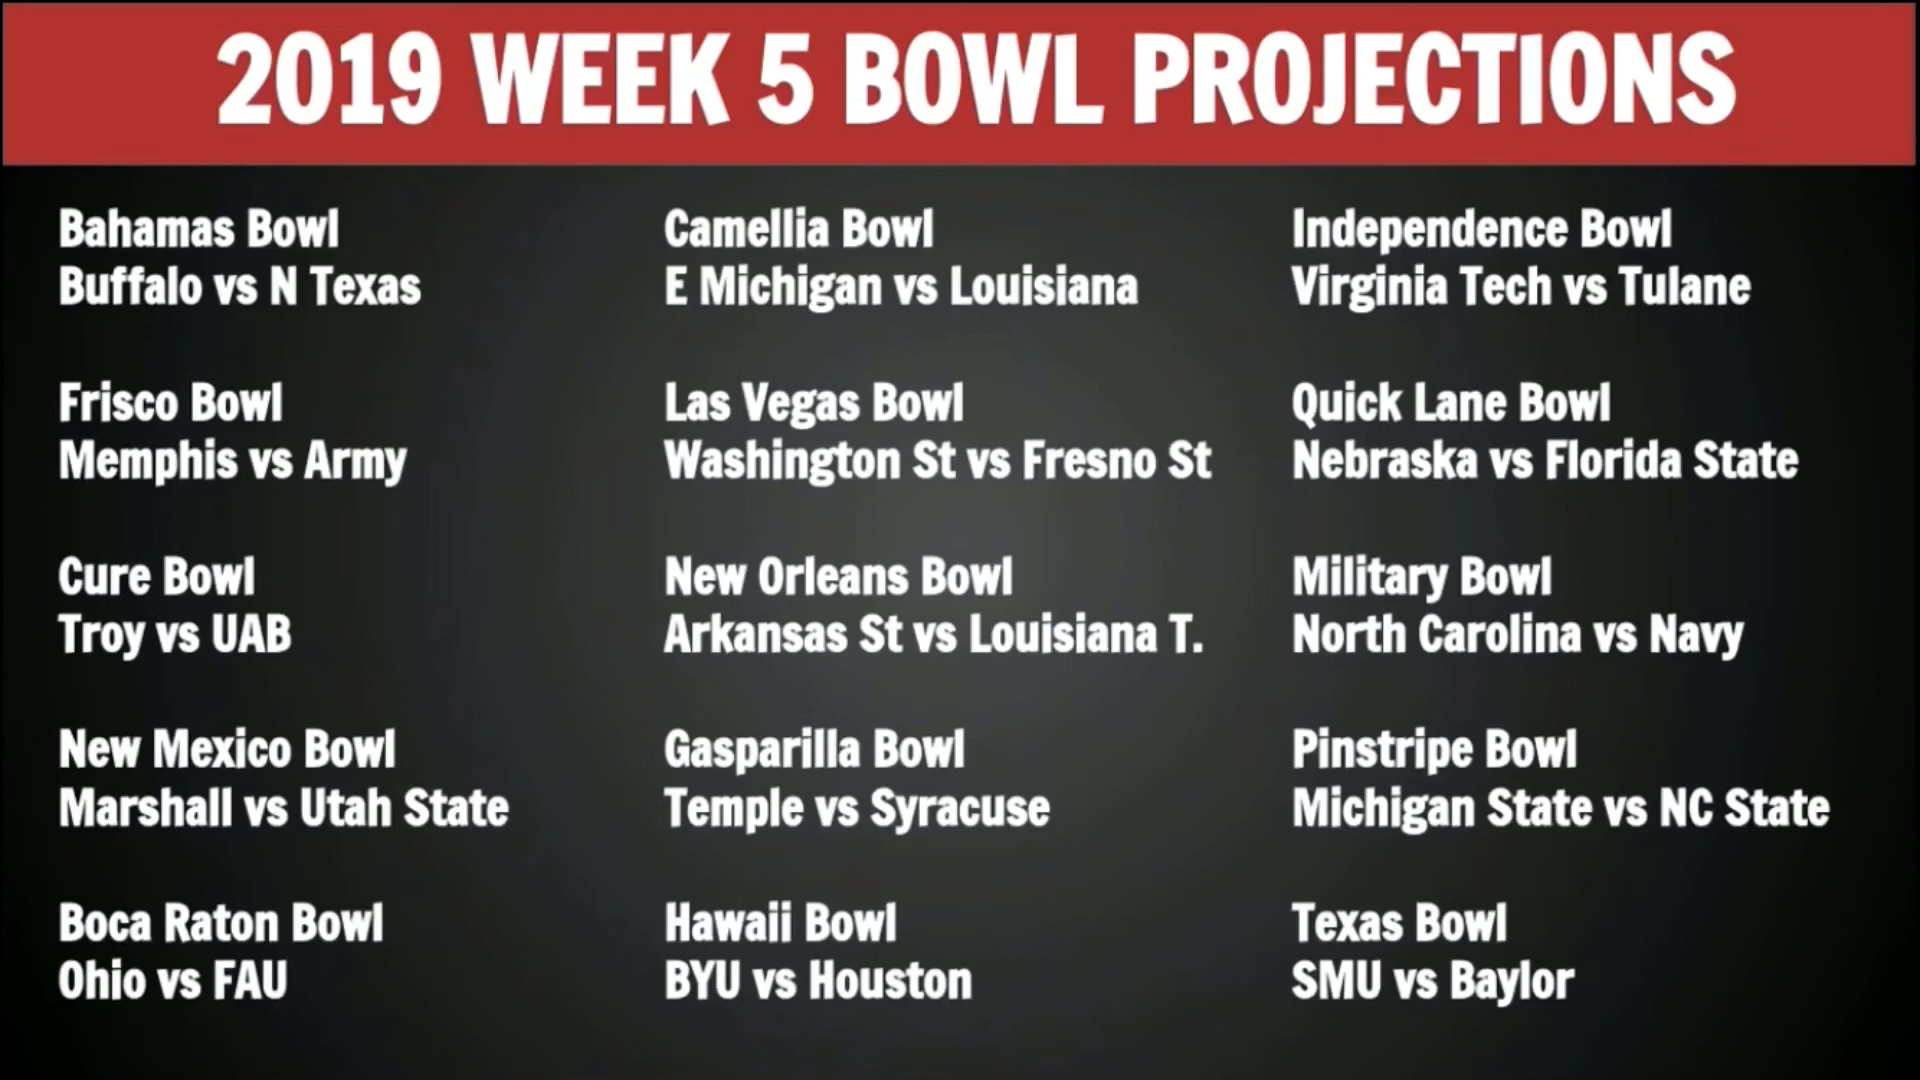 2019 WEEK 5 BOWL PROJECTIONS
Bahamas Bowl
Buffalo vs N Texas
Frisco Bowl
Memphis vs Army
Cure Bowl
Troy vs UAB
New Mexico Bowl
Marshall vs Utah State
Boca Raton Bowl
Ohio vs FAU
Camellia Bowl
E Michigan vs Louisiana
Las Vegas Bowl
Washington St vs Fresno St
New Orleans Bowl
Arkansas St vs Louisiana T.
Gasparilla Bowl
Temple vs Syracuse
Hawaii Bowl
BYU vs Houston
Independence Bowl
Virginia Tech vs Tulane
Quick Lane Bowl
Nebraska vs Florida State
Military Bowl
North Carolina vs Navy
Pinstripe Bowl
Michigan State vs NC State
Texas Bowl
SMU vs Baylor